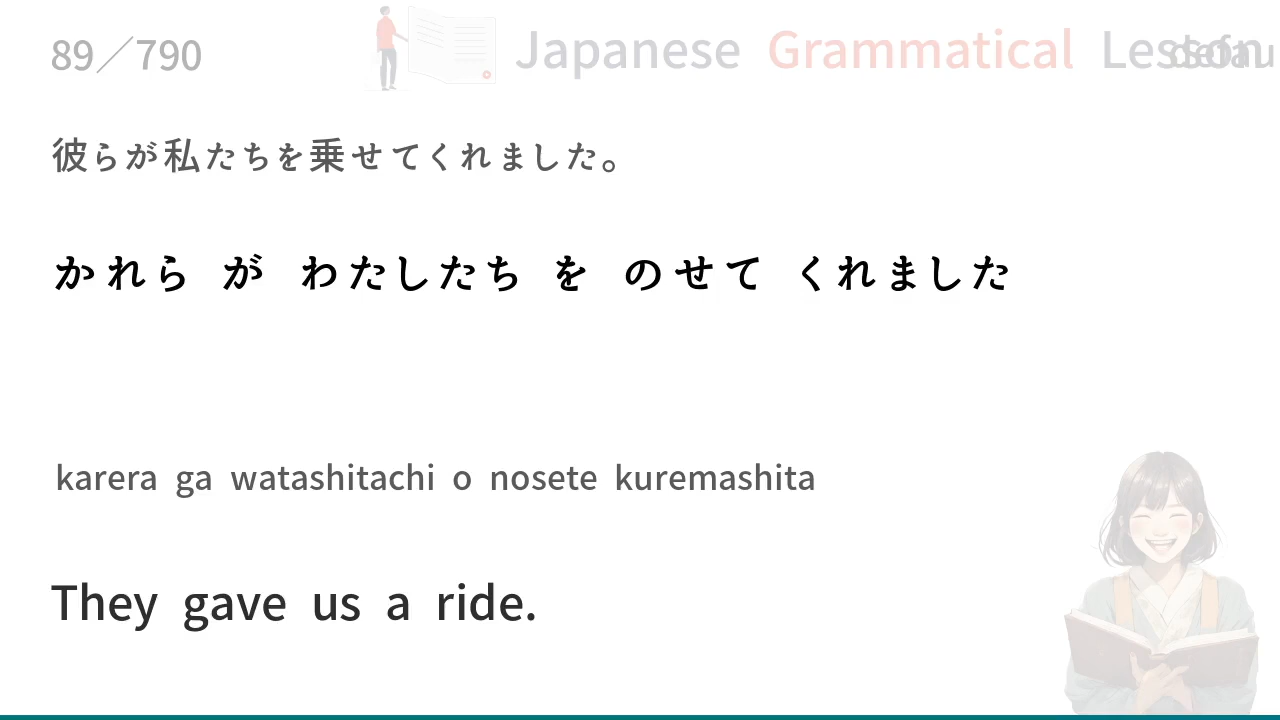 89／790
Japanese Grammatical Lesson
彼らが私たちを乗せてくれました。
かれら が わたしたち を のせて くれました
karera ga watashitachi o nosete kuremashita
They gave us a ride.